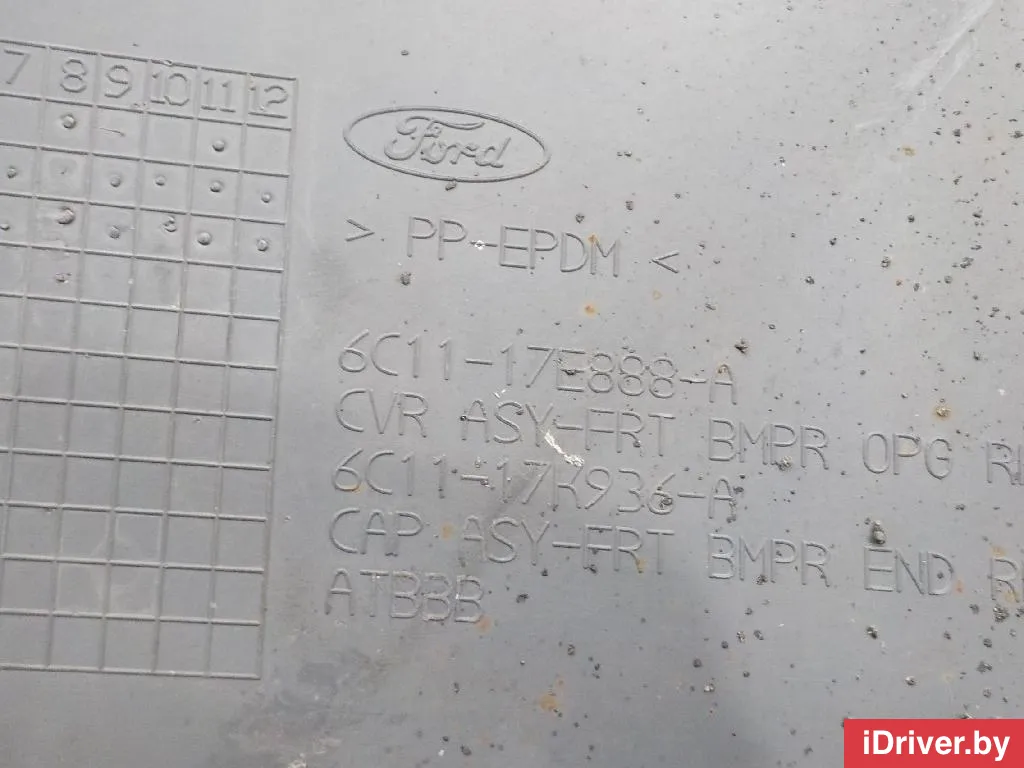 7 8 9 10 11 12
Ford
> PP-EPDM <
6C11-17E888-A
CVR ASY-FRT BMPR OPG
6C11-17K936-A
CAP ASY-FRT BMPR END
ATBBB
iDriver.by